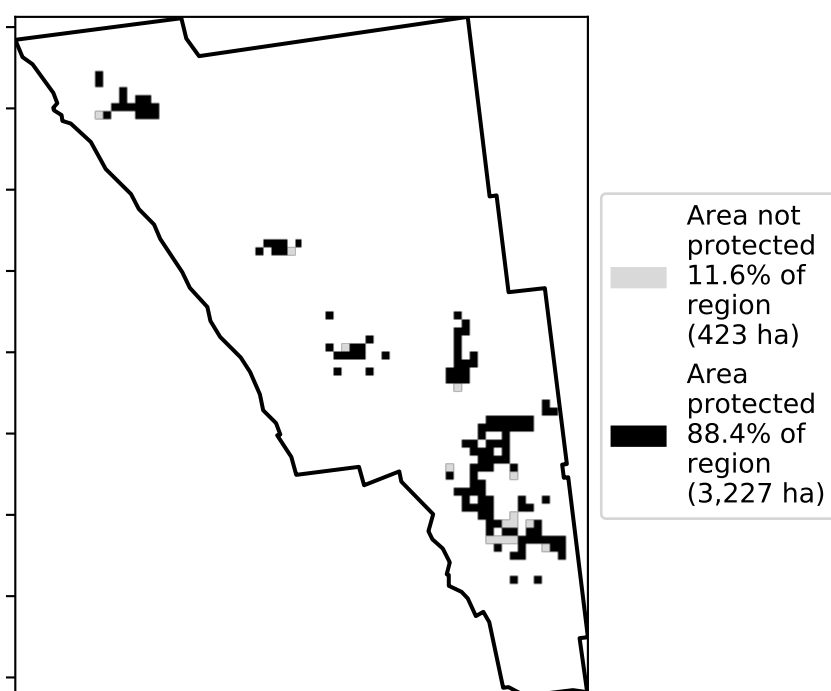 Area not
protected
11.6% of
region
(423 ha)
Area
protected
88.4% of
region
(3,227 ha)